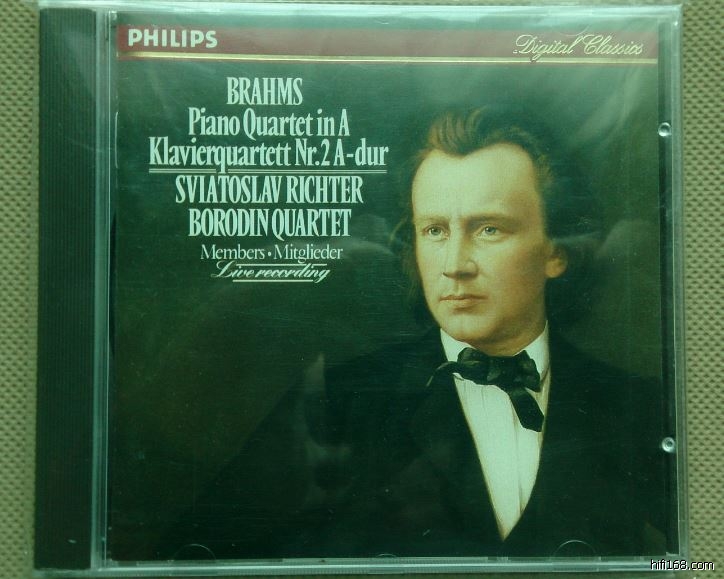 PHILIPS
Digital Classics
BRAHMS
Piano Quartet in A
Klavierquartett Nr.2 A-dur
SVIATOSLAV RICHTER
BORODIN QUARTET
Members • Mitglieder
Live recording
hifi168.com